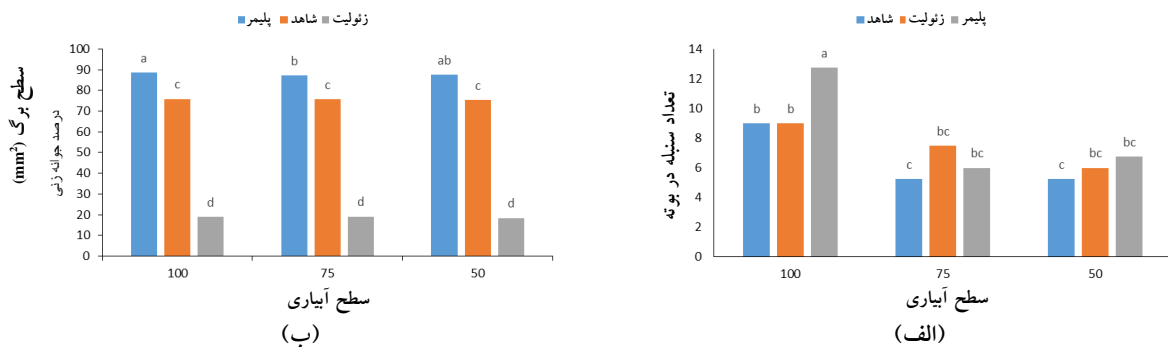 شاهد زئولیت پلیمر
14
12
10
8
6
4
2
0
تعداد سنبله در بوته
b b a
c bc bc
c bc bc
100 75 50
سطح آبیاری
(الف)
پلیمر شاهد زئولیت
100
90
80
70
60
50
40
30
20
10
0
سطح برگ (mm²)
درصد جوانه زنی
a c d
b c d
ab c d
100 75 50
سطح آبیاری
(ب)